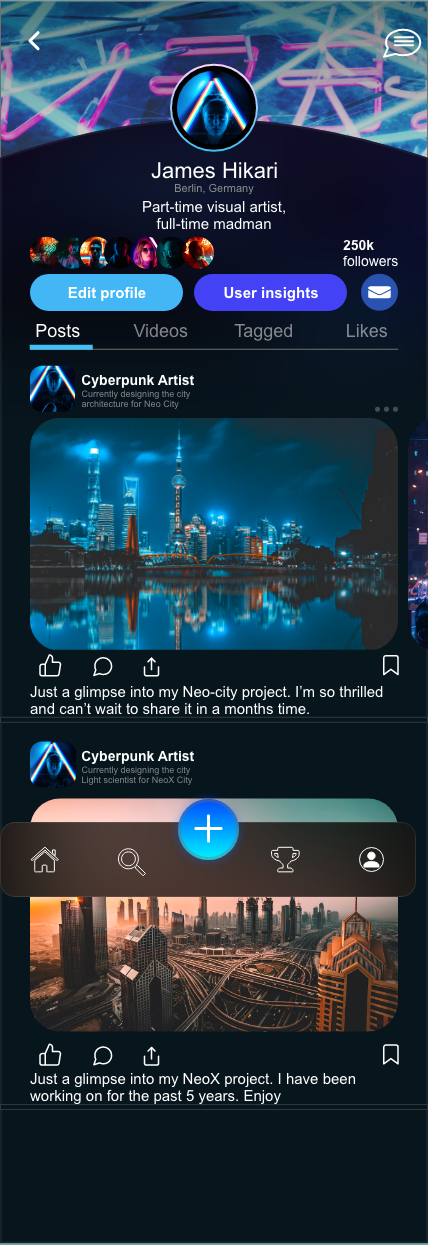 James Hikari
Berlin, Germany
Part-time visual artist,
full-time madman
250k
followers
Edit profile
User insights
Posts
Videos
Tagged
Likes
Cyberpunk Artist
Currently designing the city
architecture for Neo City
Just a glimpse into my Neo-city project. I'm so thrilled
and can't wait to share it in a months time.
Cyberpunk Artist
Currently designing the city
Light scientist for NeoX City
Just a glimpse into my NeoX project. I have been
working on for the past 5 years. Enjoy